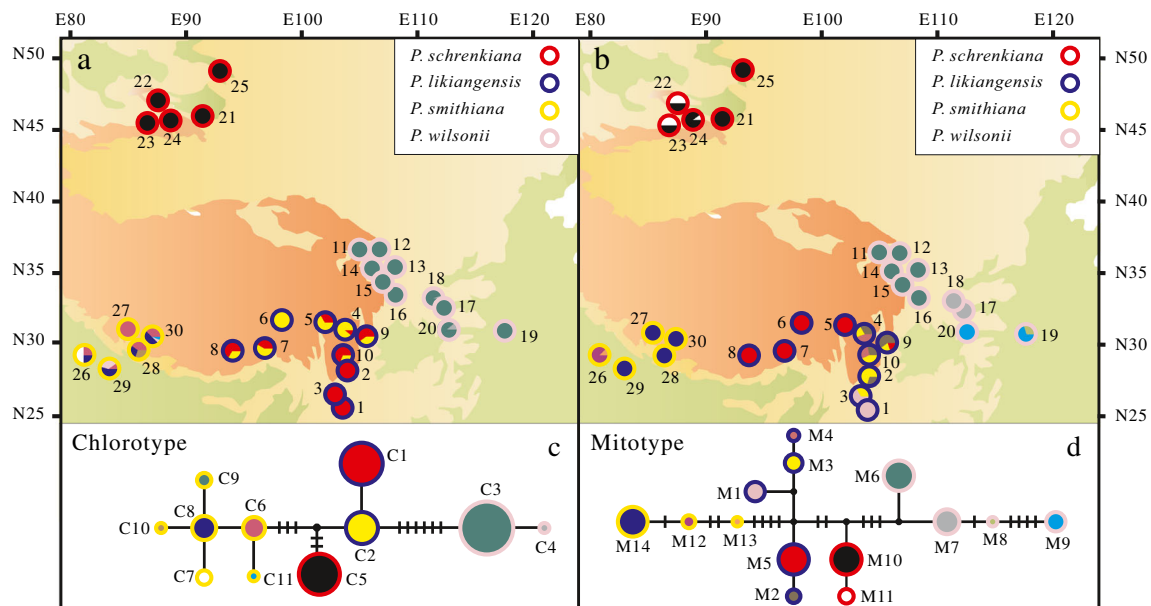 E80 E90 E100 E110 E120 E80 E90 E100 E110 E120
a
P. schrenkiana
P. likiangensis
P. smithiana
P. wilsonii
b
P. schrenkiana
P. likiangensis
P. smithiana
P. wilsonii
N50
N45
N40
N35
N30
N25
N50
N45
N40
N35
N30
N25
22
25
21
23
24
11
12
13
14
15
16
18
17
20
19
27
30
26
28
29
6
5
4
9
8
7
10
2
3
1
22
25
21
23
24
11
12
13
14
15
16
18
17
20
19
27
30
26
28
29
6
5
4
9
8
7
10
2
3
1
Chlorotype
c
C1
C9
C8
C6
C3
C10
C2
C4
C7
C11
C5
Mitotype
d
M4
M3
M1
M6
M14
M12
M13
M5
M10
M7
M8
M9
M2
M11